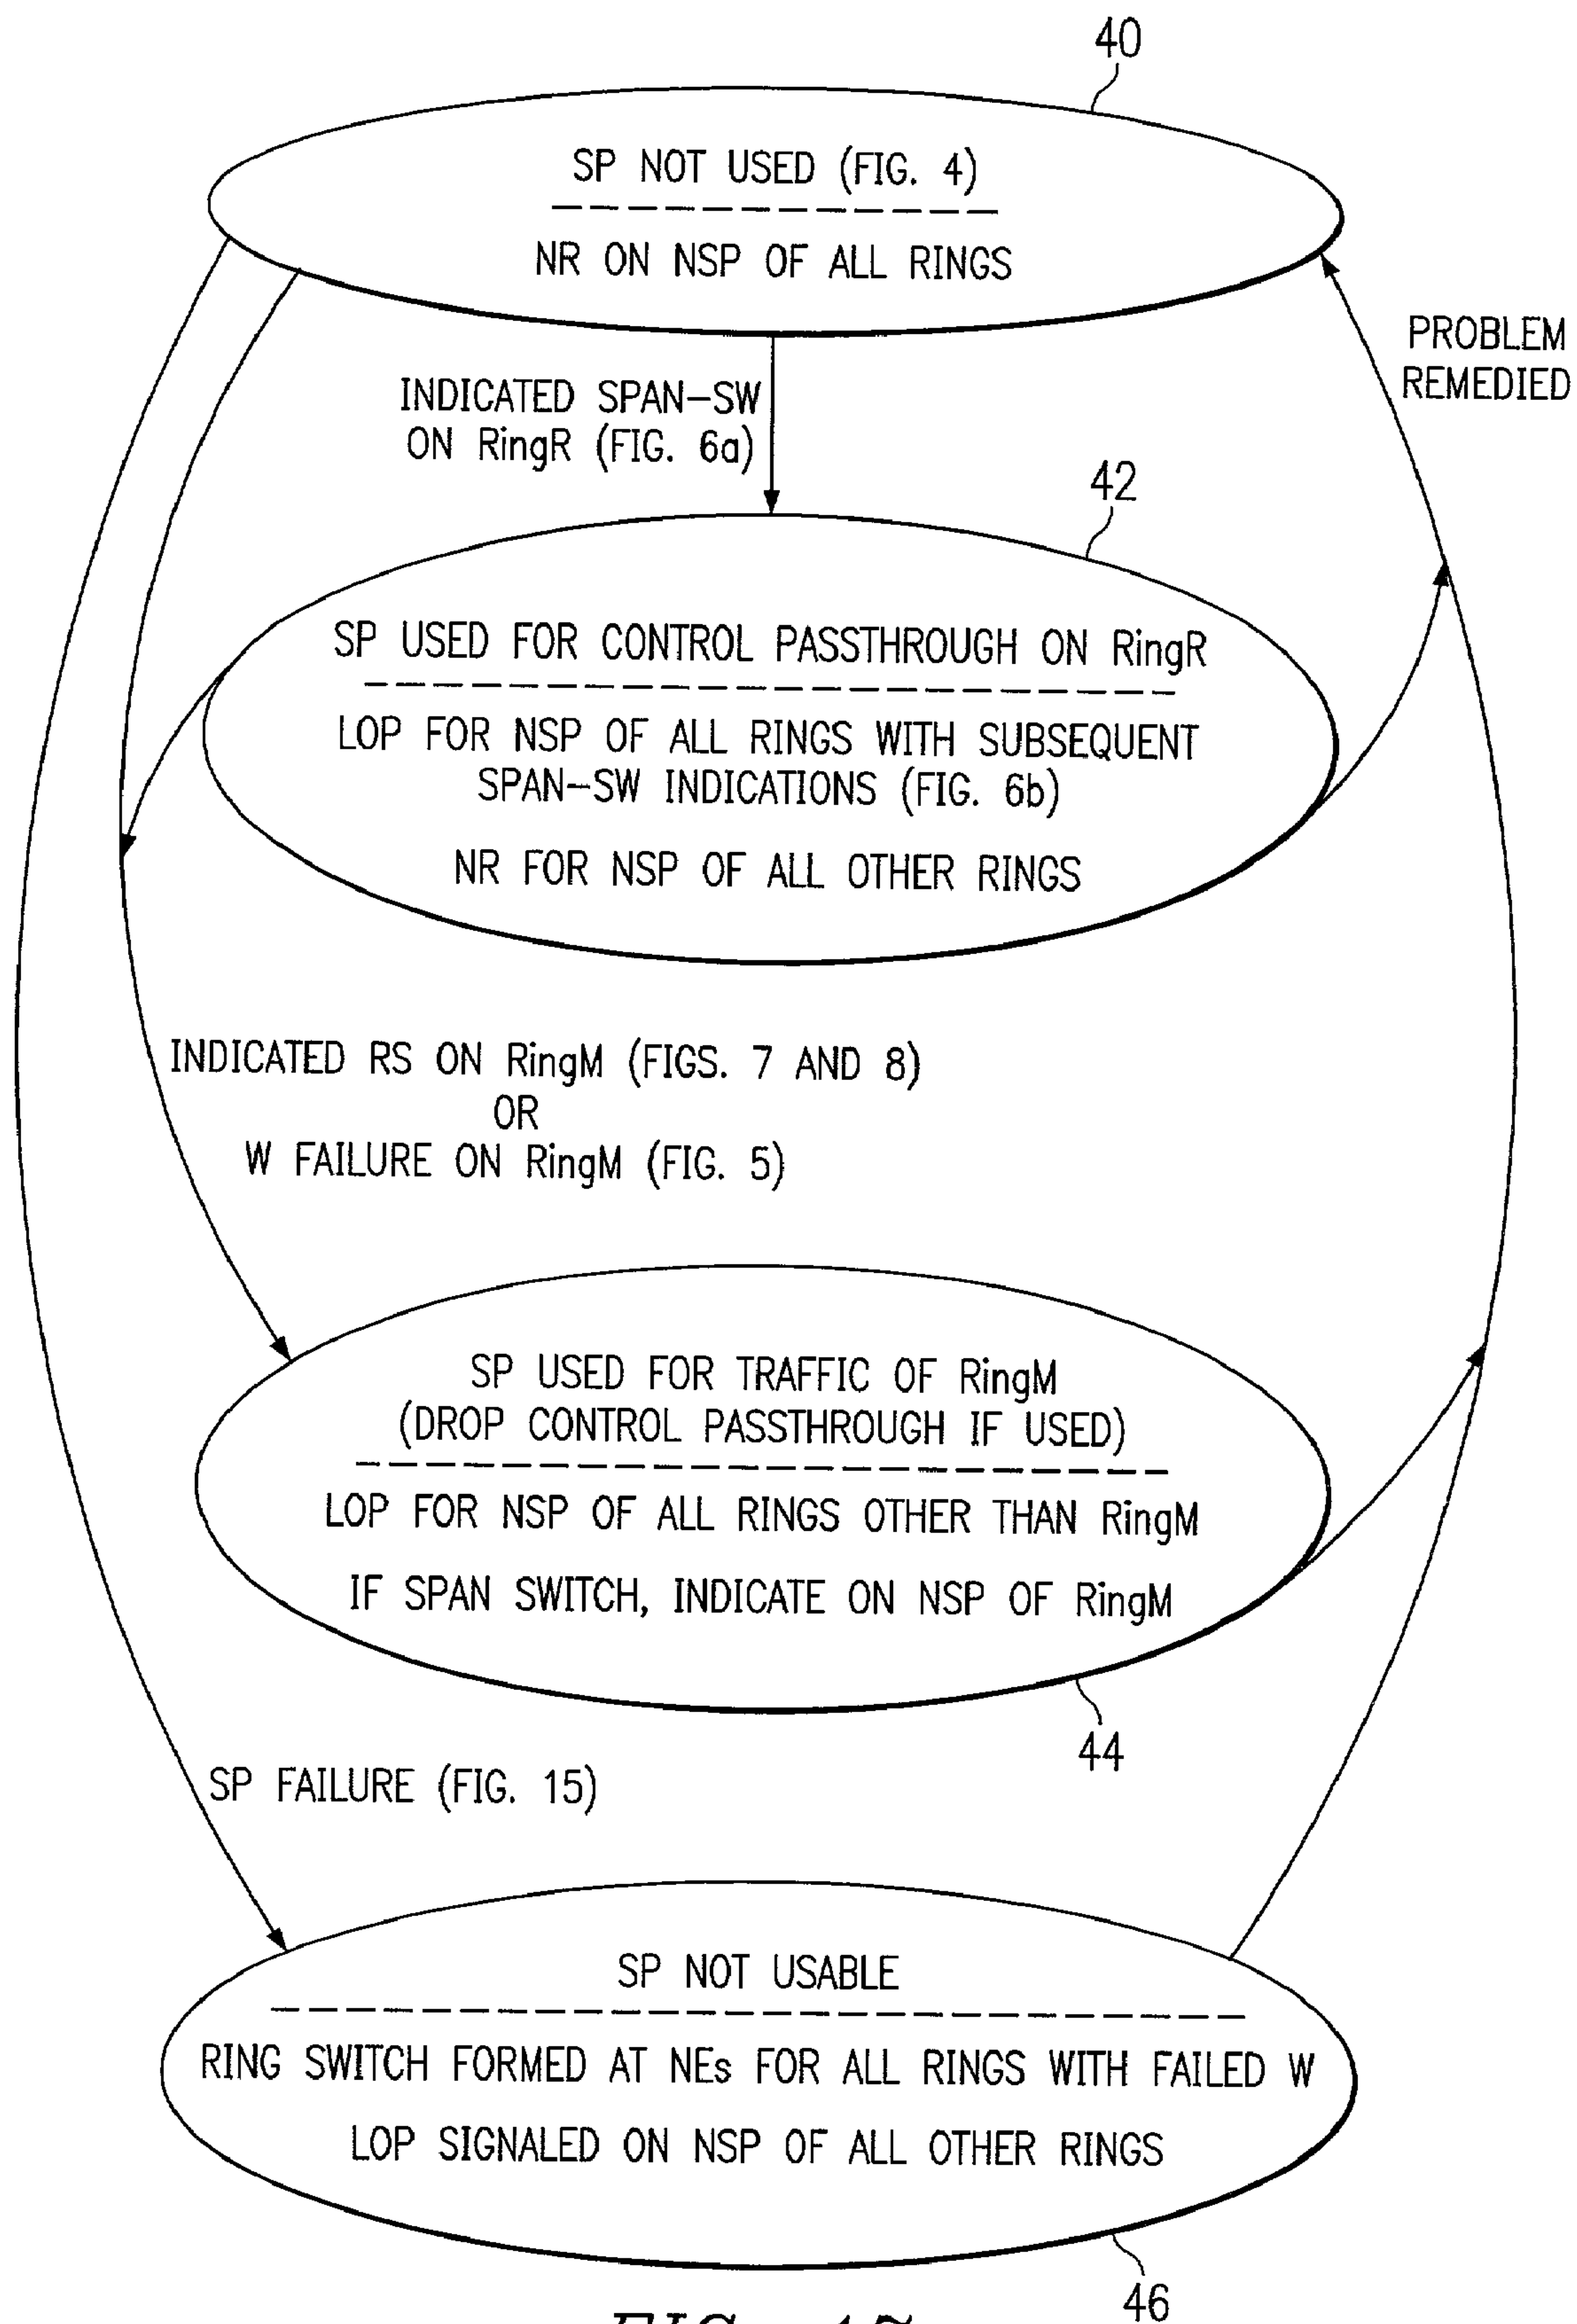 40
SP NOT USED (FIG. 4)
NR ON NSP OF ALL RINGS
PROBLEM
REMEDIED
INDICATED SPAN-SW
ON RingR (FIG. 6a)
42
SP USED FOR CONTROL PASSTHROUGH ON RingR
LOP FOR NSP OF ALL RINGS WITH SUBSEQUENT
SPAN-SW INDICATIONS (FIG. 6b)
NR FOR NSP OF ALL OTHER RINGS
INDICATED RS ON RingM (FIGS. 7 AND 8)
OR
W FAILURE ON RingM (FIG. 5)
SP USED FOR TRAFFIC OF RingM
(DROP CONTROL PASSTHROUGH IF USED)
LOP FOR NSP OF ALL RINGS OTHER THAN RingM
IF SPAN SWITCH, INDICATE ON NSP OF RingM
44
SP FAILURE (FIG. 15)
SP NOT USABLE
RING SWITCH FORMED AT NEs FOR ALL RINGS WITH FAILED W
LOP SIGNALED ON NSP OF ALL OTHER RINGS
46